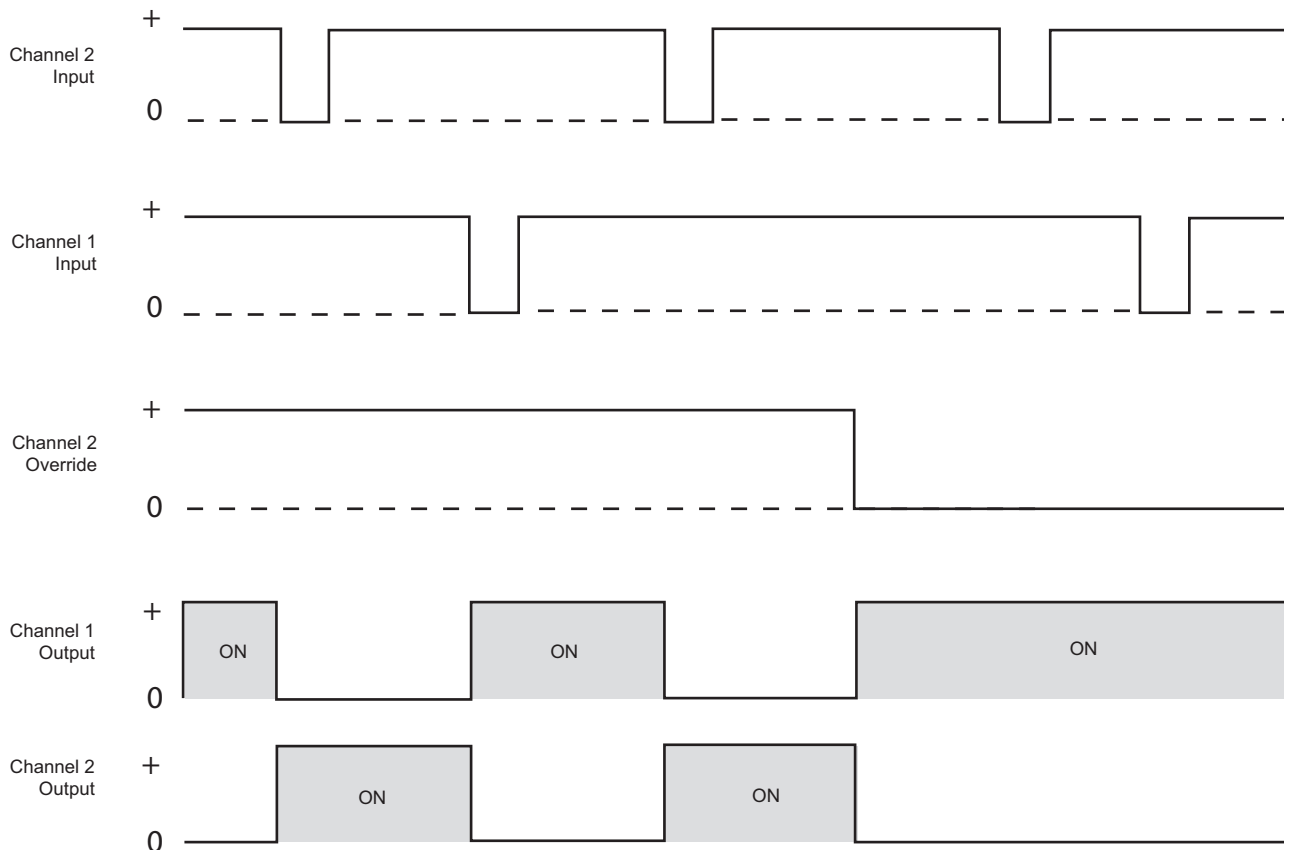 +
Channel 2
Input
0
+
Channel 1
Input
0
+
Channel 2
Override
0
+
Channel 1
Output
ON
ON
ON
0
+
Channel 2
Output
ON
ON
0